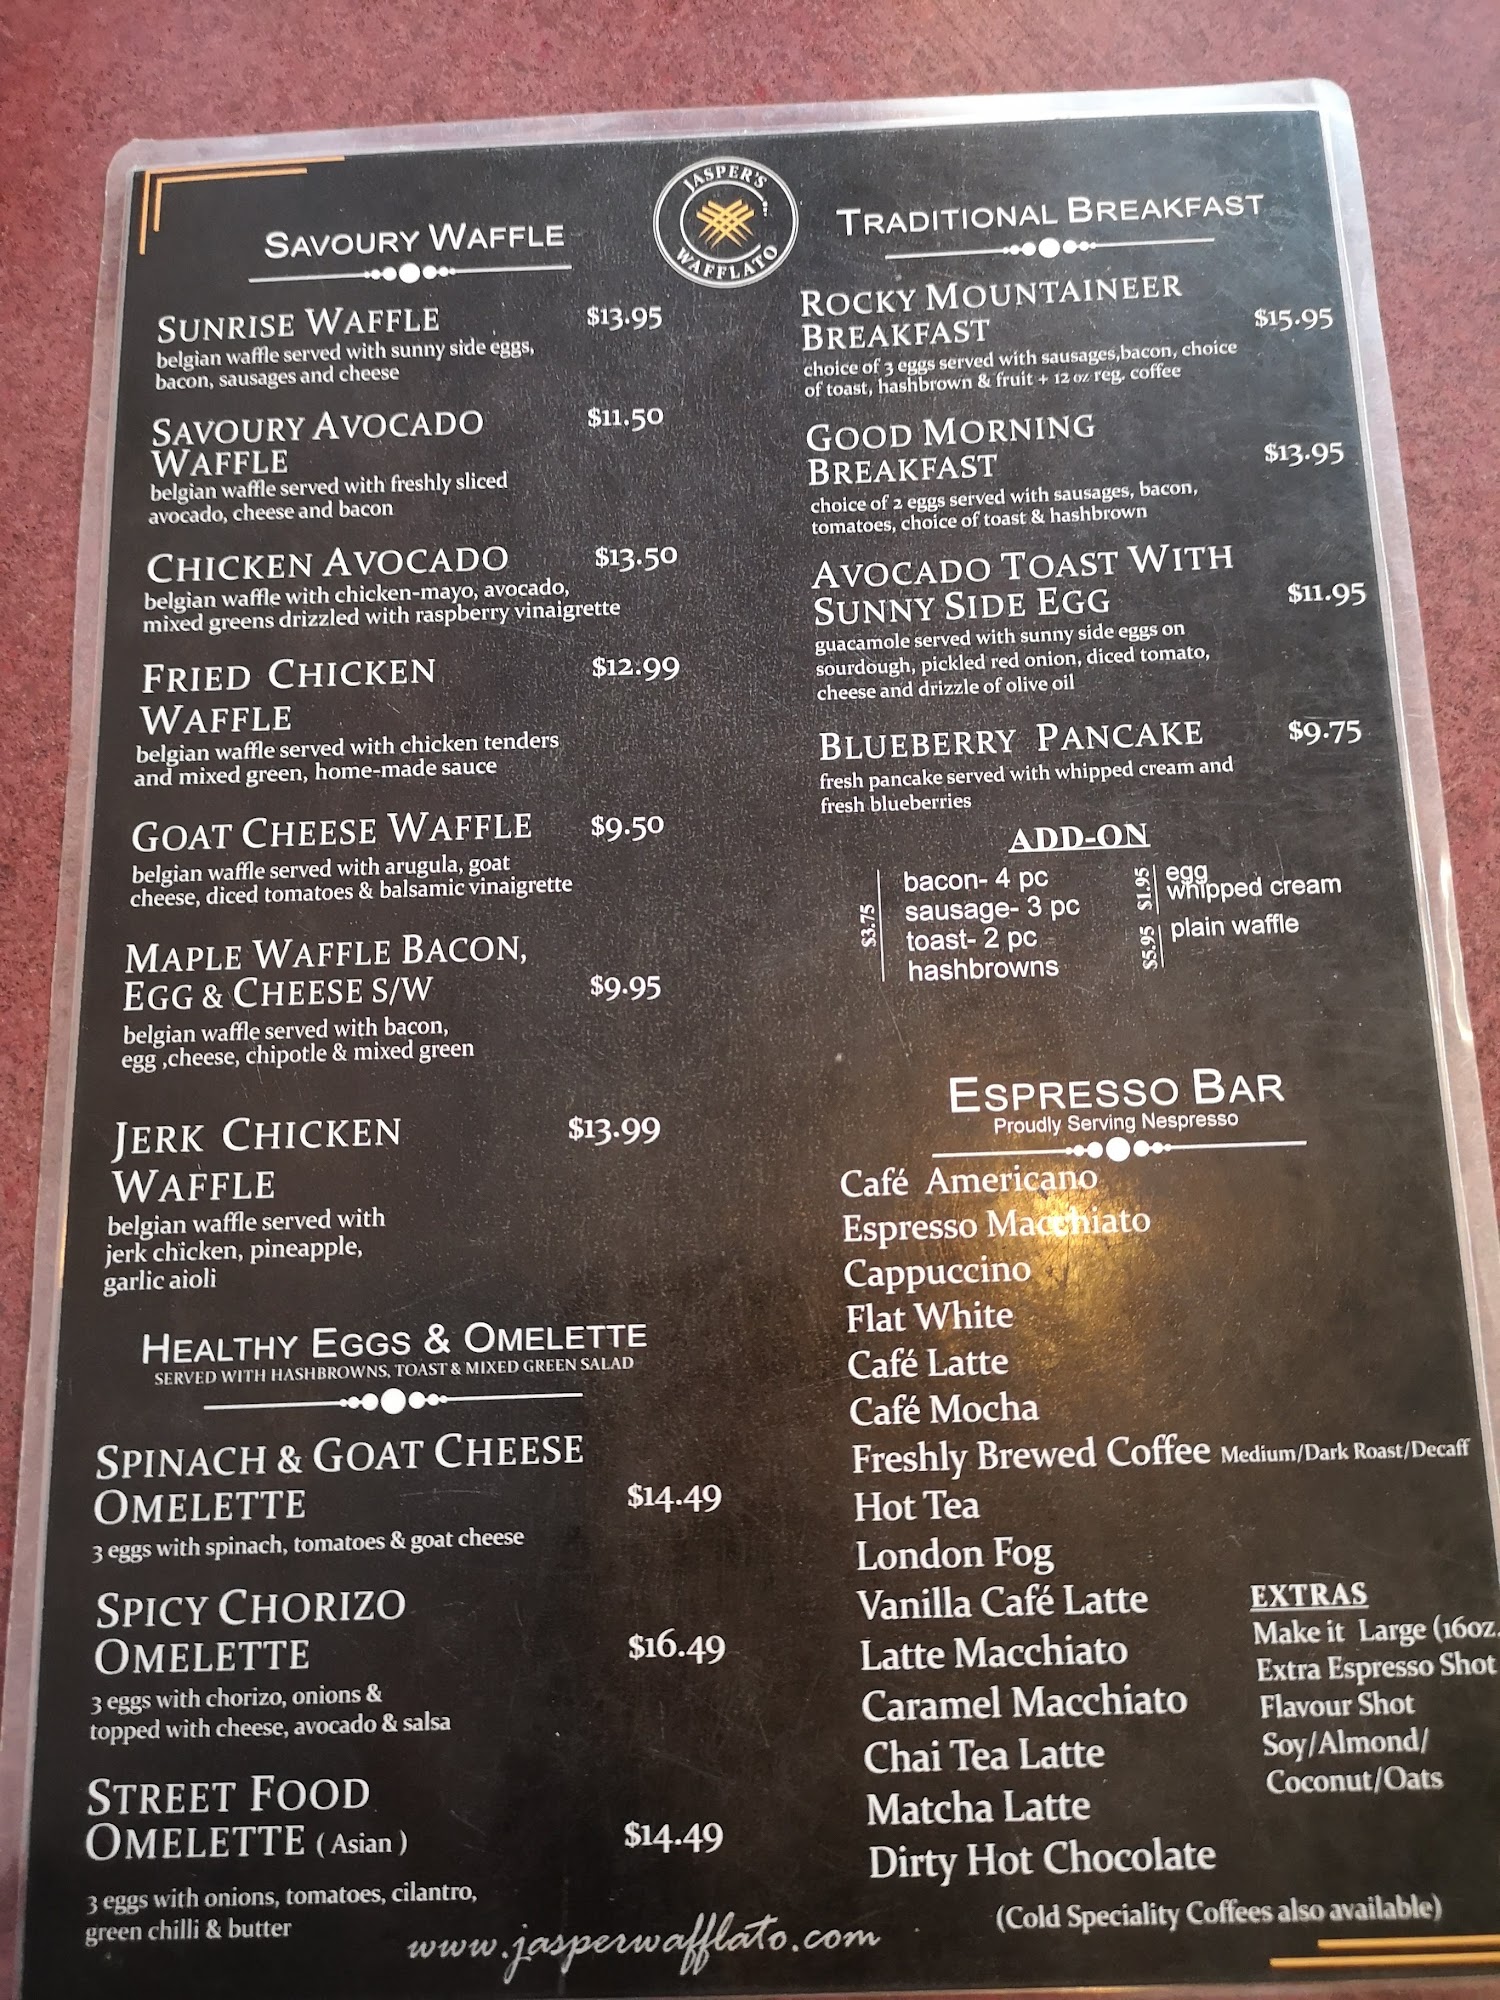 JASPER'S
WAFFLATO
SAVOURY WAFFLE
SUNRISE WAFFLE $13.95
belgian waffle served with sunny side eggs,
bacon, sausages and cheese
SAVOURY AVOCADO $11.50
WAFFLE
belgian waffle served with freshly sliced
avocado, cheese and bacon
CHICKEN AVOCADO $13.50
belgian waffle with chicken-mayo, avocado,
mixed greens drizzled with raspberry vinaigrette
FRIED CHICKEN $12.99
WAFFLE
belgian waffle served with chicken tenders
and mixed green, home-made sauce
GOAT CHEESE WAFFLE $9.50
belgian waffle served with arugula, goat
cheese, diced tomatoes & balsamic vinaigrette
MAPLE WAFFLE BACON,
EGG & CHEESE S/W $9.95
belgian waffle served with bacon,
egg ,cheese, chipotle & mixed green
JERK CHICKEN $13.99
WAFFLE
belgian waffle served with
jerk chicken, pineapple,
garlic aioli
HEALTHY EGGS & OMELETTE
SERVED WITH HASHBROWNS, TOAST & MIXED GREEN SALAD
SPINACH & GOAT CHEESE
OMELETTE $14.49
3 eggs with spinach, tomatoes & goat cheese
SPICY CHORIZO
OMELETTE $16.49
3 eggs with chorizo, onions &
topped with cheese, avocado & salsa
STREET FOOD
OMELETTE ( Asian ) $14.49
3 eggs with onions, tomatoes, cilantro,
green chilli & butter
TRADITIONAL BREAKFAST
ROCKY MOUNTAINEER
BREAKFAST $15.95
choice of 3 eggs served with sausages,bacon, choice
of toast, hashbrown & fruit + 12 oz reg. coffee
GOOD MORNING
BREAKFAST $13.95
choice of 2 eggs served with sausages, bacon,
tomatoes, choice of toast & hashbrown
AVOCADO TOAST WITH
SUNNY SIDE EGG $11.95
guacamole served with sunny side eggs on
sourdough, pickled red onion, diced tomato,
cheese and drizzle of olive oil
BLUEBERRY PANCAKE $9.75
fresh pancake served with whipped cream and
fresh blueberries
ADD-ON
$3.75
bacon- 4 pc
sausage- 3 pc
toast- 2 pc
hashbrowns
$1.95
egg
whipped cream
$5.95
plain waffle
ESPRESSO BAR
Proudly Serving Nespresso
Café Americano
Espresso Macchiato
Cappuccino
Flat White
Café Latte
Café Mocha
Freshly Brewed Coffee Medium/Dark Roast/Decaff
Hot Tea
London Fog
Vanilla Café Latte
Latte Macchiato
Caramel Macchiato
Chai Tea Latte
Matcha Latte
Dirty Hot Chocolate
EXTRAS
Make it Large (16oz.
Extra Espresso Shot
Flavour Shot
Soy/Almond/
Coconut/Oats
(Cold Speciality Coffees also available)
www.jasperwafflato.com